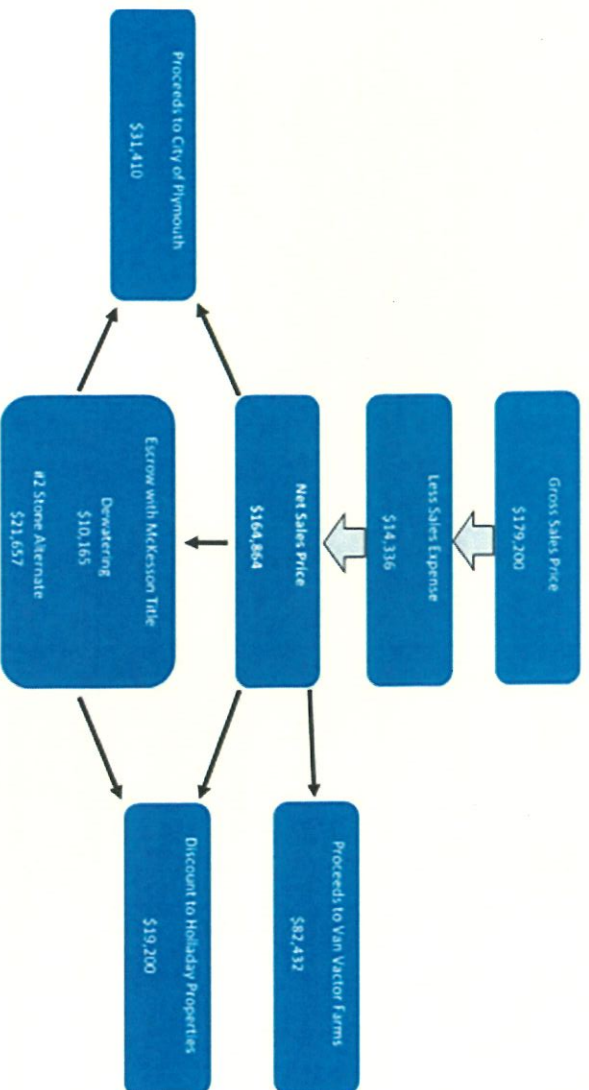 Gross Sales Price
$179,200
Less Sales Expense
$14,336
Net Sales Price
$164,864
Proceeds to City of Plymouth
$31,410
Proceeds to Van Vactor Farms
$82,432
Escrow with McKesson Title
Dewatering
$10,165
#2 Stone Alternate
$21,657
Discount to Holladay Properties
$19,200